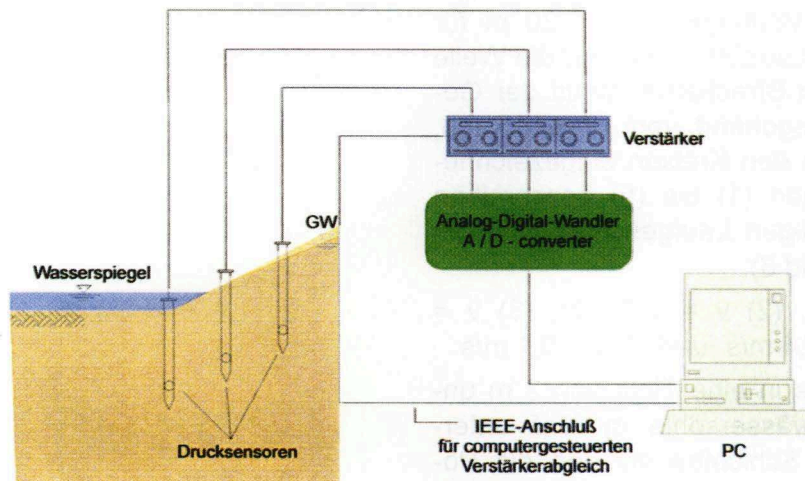 Verstärker
GW
Analog-Digital-Wandler
A / D - converter
Wasserspiegel
Drucksensoren
IEEE-Anschluß
für computergesteuerten
Verstärkerabgleich
PC